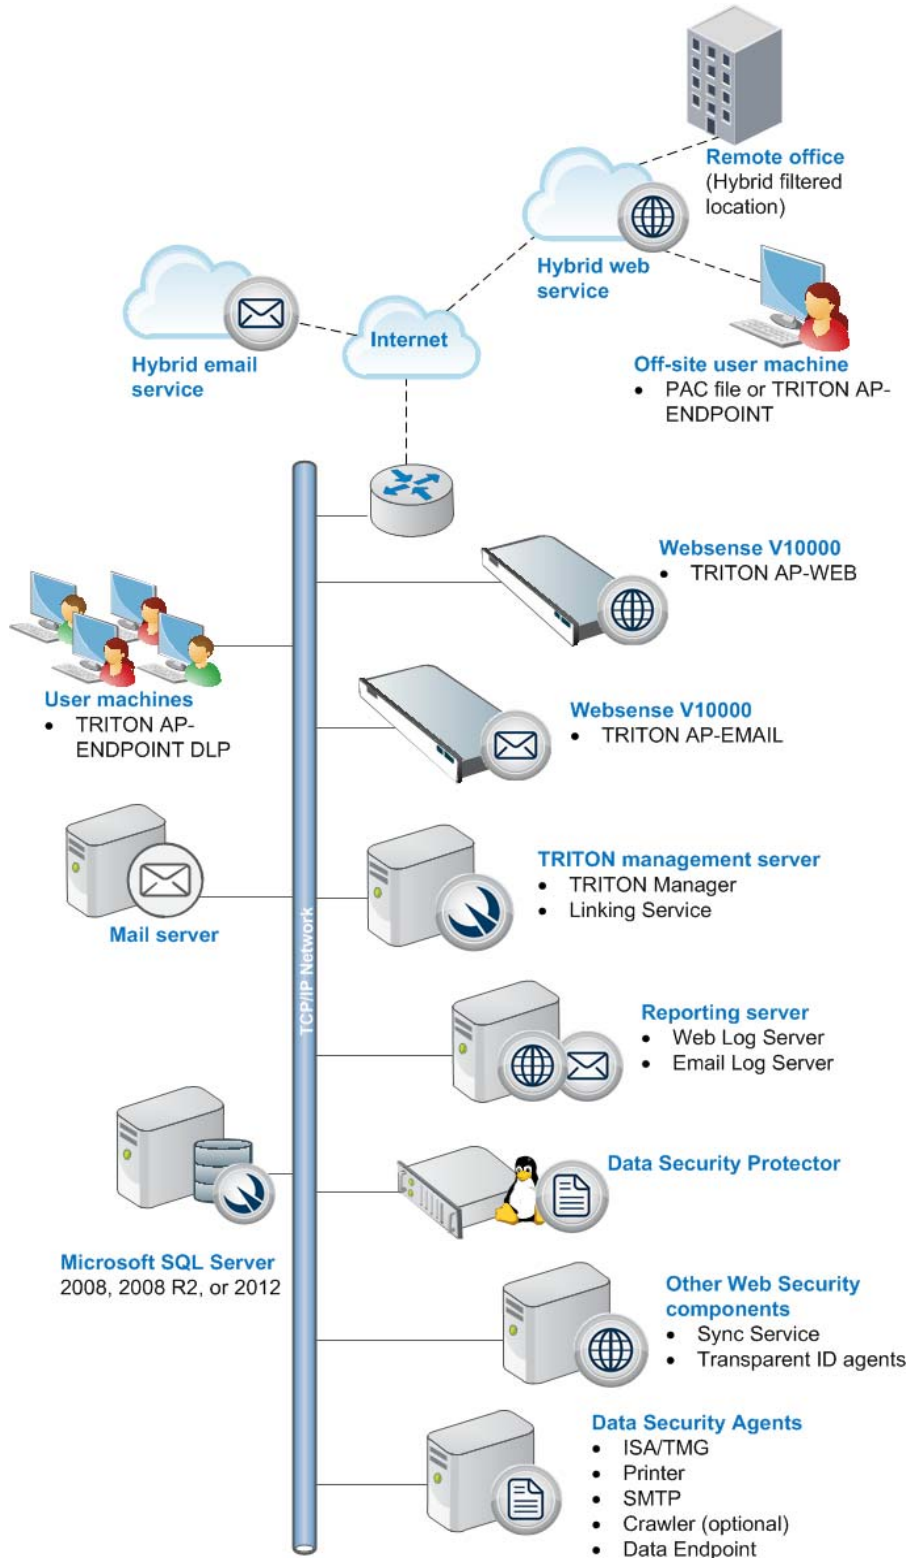 Remote office
(Hybrid filtered
location)
Hybrid web
service
Internet
Hybrid email
service
Off-site user machine
• PAC file or TRITON AP-
ENDPOINT
Websense V10000
• TRITON AP-WEB
User machines
• TRITON AP-
ENDPOINT DLP
Websense V10000
• TRITON AP-EMAIL
TRITON management server
• TRITON Manager
• Linking Service
Mail server
TCP/IP Network
Reporting server
• Web Log Server
• Email Log Server
Data Security Protector
Microsoft SQL Server
2008, 2008 R2, or 2012
Other Web Security
components
• Sync Service
• Transparent ID agents
Data Security Agents
• ISA/TMG
• Printer
• SMTP
• Crawler (optional)
• Data Endpoint